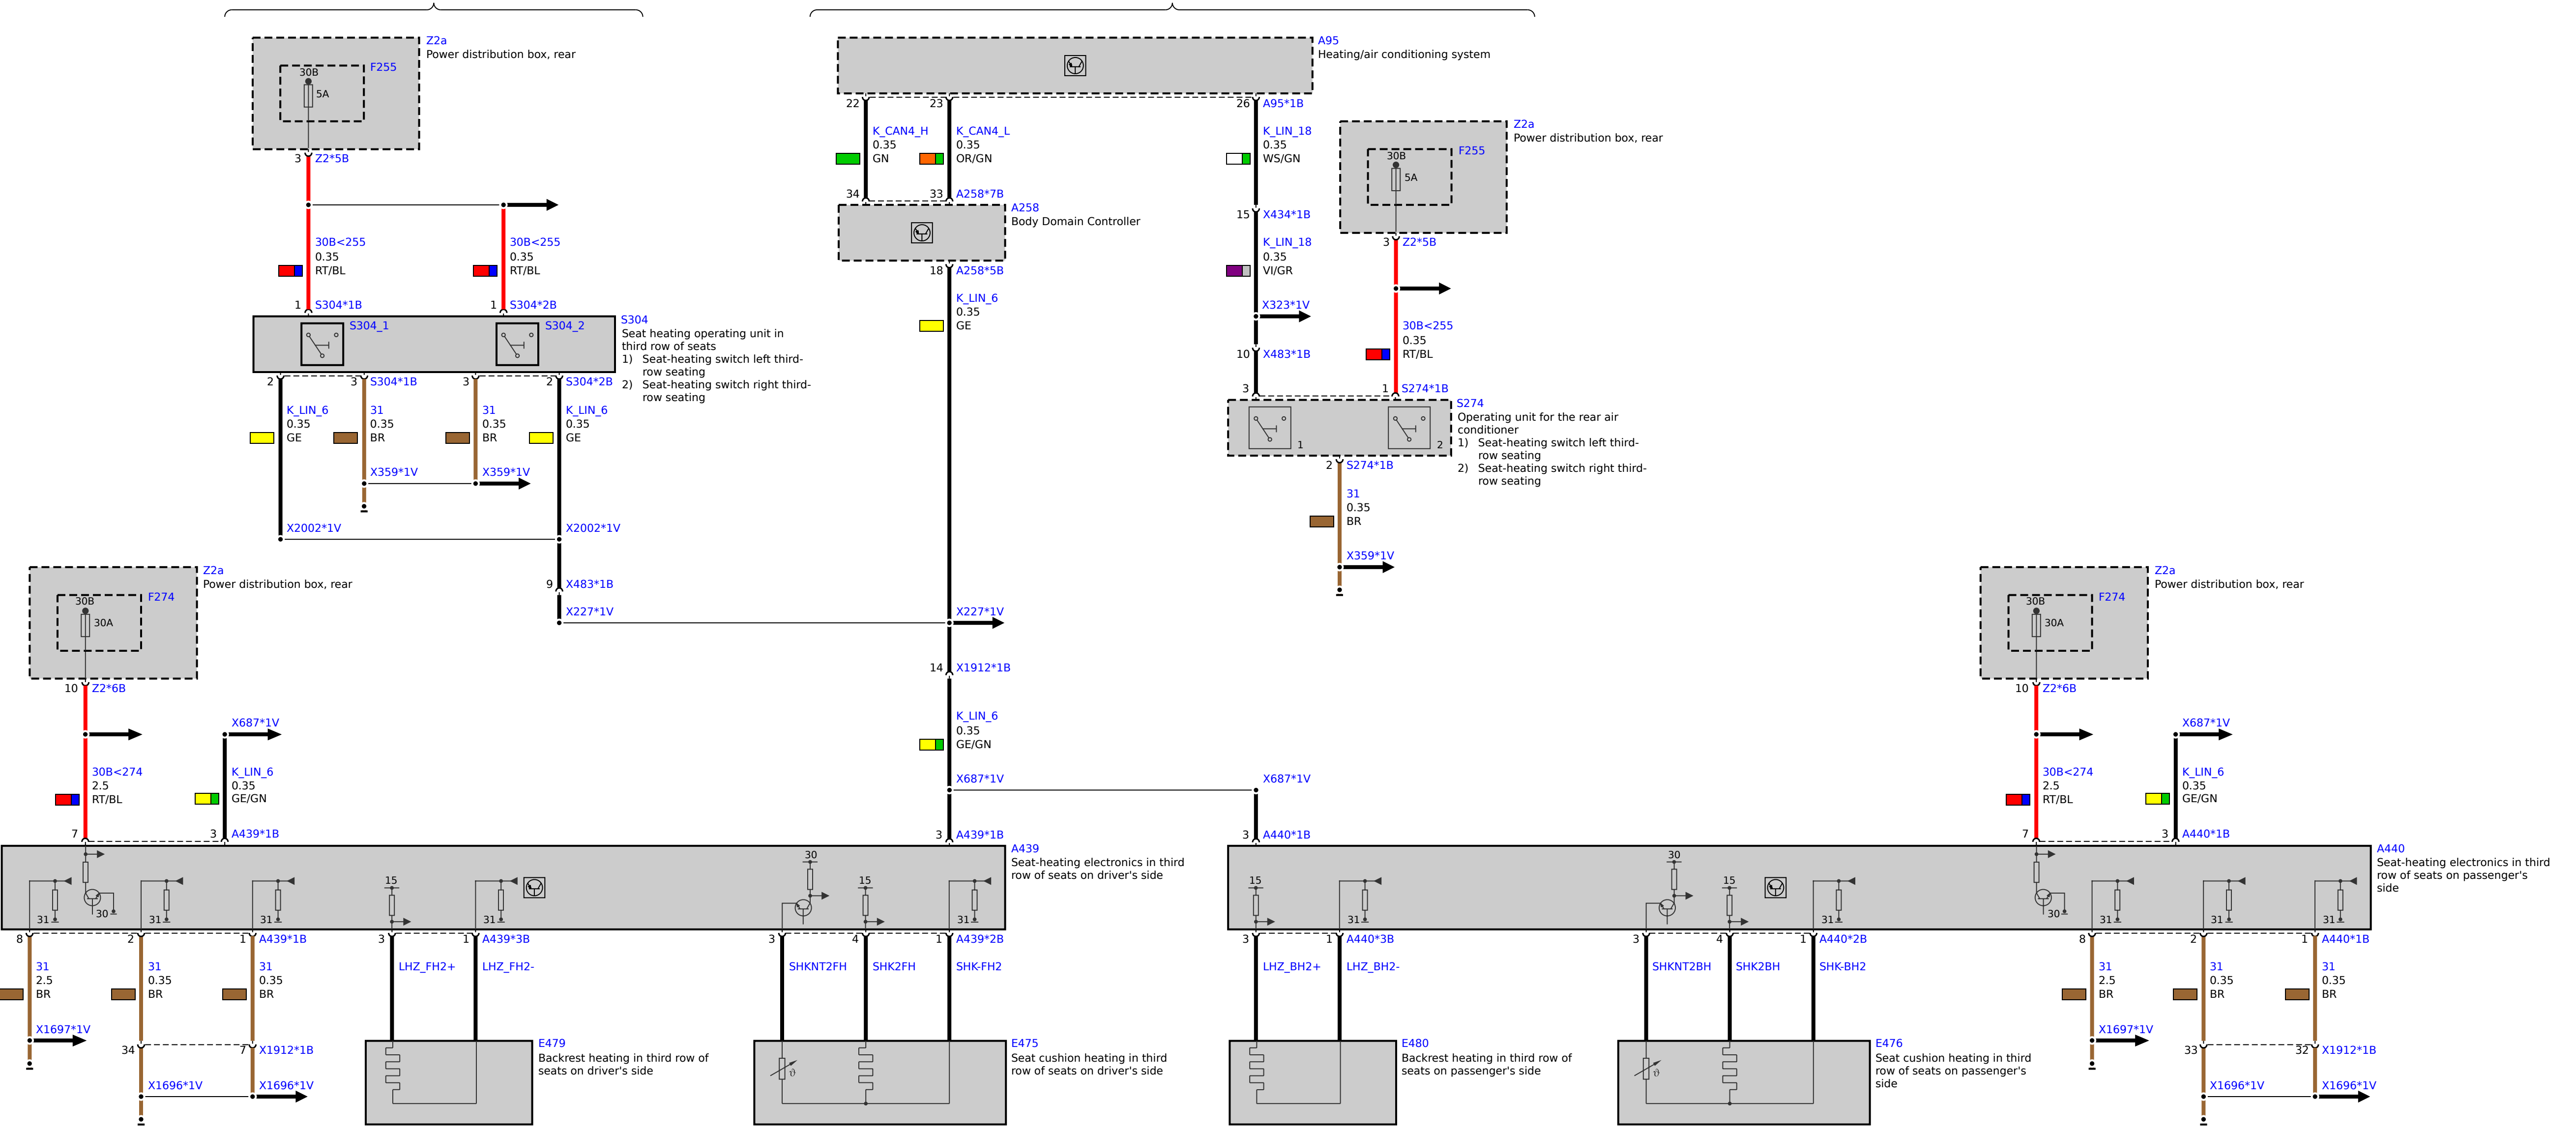 Z2a
Power distribution box, rear
F255
30B
5A
3 Z2*5B
30B<255
0.35
RT/BL
30B<255
0.35
RT/BL
1 S304*1B
1 S304*2B
S304_1
S304_2
S304
Seat heating operating unit in
third row of seats
1) Seat-heating switch left third-
row seating
2) Seat-heating switch right third-
row seating
2
3 S304*1B
3
2 S304*2B
K_LIN_6
0.35
GE
31
0.35
BR
31
0.35
BR
K_LIN_6
0.35
GE
X359*1V
X359*1V
X2002*1V
X2002*1V
9 X483*1B
X227*1V
A95
Heating/air conditioning system
22
23
26 A95*1B
K_CAN4_H
0.35
GN
K_CAN4_L
0.35
OR/GN
K_LIN_18
0.35
WS/GN
34
33 A258*7B
A258
Body Domain Controller
18 A258*5B
K_LIN_6
0.35
GE
15 X434*1B
K_LIN_18
0.35
VI/GR
X323*1V
10 X483*1B
Z2a
Power distribution box, rear
F255
30B
5A
3 Z2*5B
30B<255
0.35
RT/BL
3
1 S274*1B
1
2
S274
Operating unit for the rear air
conditioner
1) Seat-heating switch left third-
row seating
2) Seat-heating switch right third-
row seating
2 S274*1B
31
0.35
BR
X359*1V
X227*1V
14 X1912*1B
K_LIN_6
0.35
GE/GN
X687*1V
X687*1V
3 A439*1B
3 A440*1B
Z2a
Power distribution box, rear
F274
30B
30A
10 Z2*6B
X687*1V
30B<274
2.5
RT/BL
K_LIN_6
0.35
GE/GN
7
3 A439*1B
Z2a
Power distribution box, rear
F274
30B
30A
10 Z2*6B
X687*1V
30B<274
2.5
RT/BL
K_LIN_6
0.35
GE/GN
7
3 A440*1B
A439
Seat-heating electronics in third
row of seats on driver's side
31
30
31
31
15
31
30
15
31
A440
Seat-heating electronics in third
row of seats on passenger's
side
15
31
30
15
31
30
31
31
31
8
2
1 A439*1B
3
1 A439*3B
3
4
1 A439*2B
3
1 A440*3B
3
4
1 A440*2B
8
2
1 A440*1B
31
2.5
BR
31
0.35
BR
31
0.35
BR
LHZ_FH2+
LHZ_FH2-
SHKNT2FH
SHK2FH
SHK-FH2
LHZ_BH2+
LHZ_BH2-
SHKNT2BH
SHK2BH
SHK-BH2
31
2.5
BR
31
0.35
BR
31
0.35
BR
X1697*1V
34
7 X1912*1B
X1696*1V
X1696*1V
E479
Backrest heating in third row of
seats on driver's side
ϑ
E475
Seat cushion heating in third
row of seats on driver's side
E480
Backrest heating in third row of
seats on passenger's side
ϑ
E476
Seat cushion heating in third
row of seats on passenger's
side
X1697*1V
33
32 X1912*1B
X1696*1V
X1696*1V